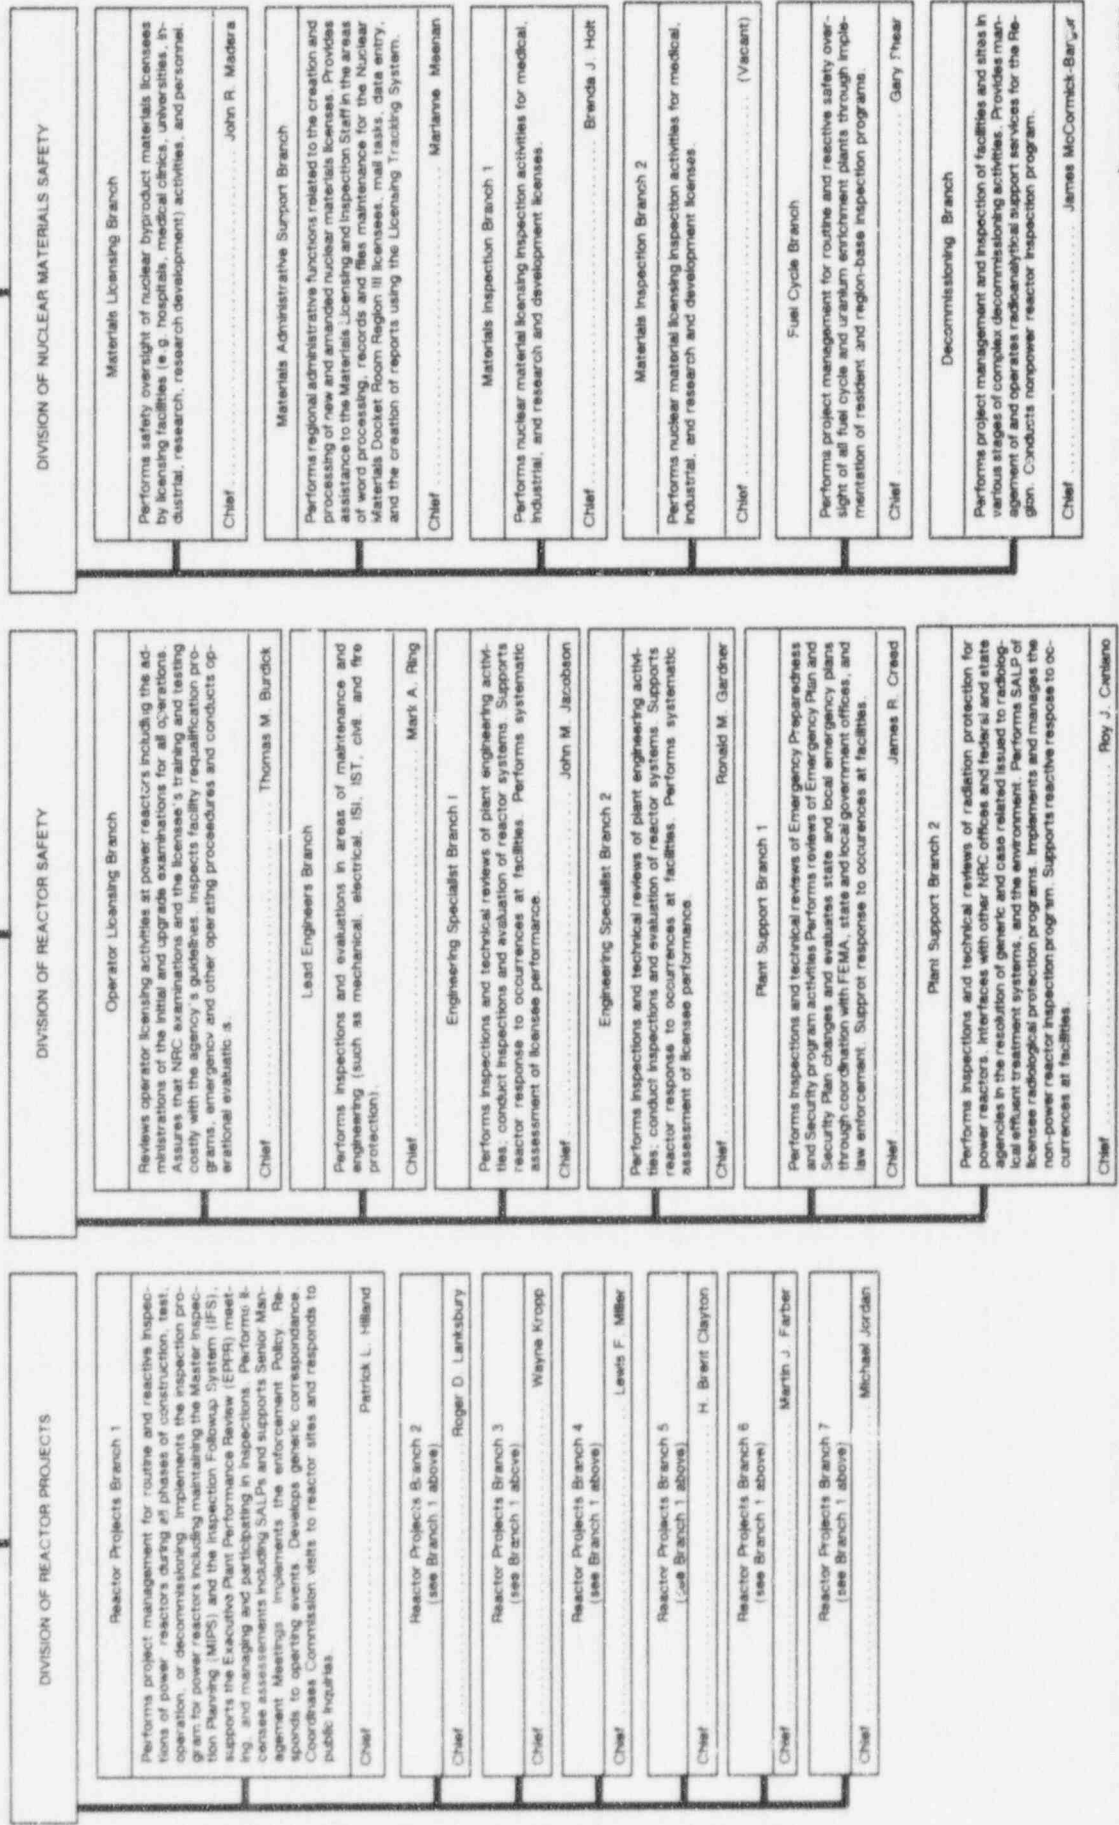 DIVISION OF REACTOR PROJECTS
Reactor Projects Branch 1
Performs project management for routine and reactive inspec-
tions of power reactors during all phases of construction, test,
operation, or decommissioning. Implements the inspection pro-
gram for power reactors including maintaining the Master Inspec-
tion Planning (MIPS) and the Inspection Followup System (IFS),
supports the Executive Plant Performance Review (EPPR) meet-
ing, and managing and participating in inspections. Performs li-
censee assessements including SALPs and supports Senior Man-
agement Meetings. Implements the enforcement Policy. Re-
sponds to operting events. Develops generic correspondance.
Coordinaes Commission visits to reactor sites and responds to
public inquiries.
Chief Patrick L. Hiland
Reactor Projects Branch 2
(see Branch 1 above)
Chief Roger D. Lanksbury
Reactor Projects Branch 3
(see Branch 1 above)
Chief Wayne Kropp
Reactor Projects Branch 4
(see Branch 1 above)
Chief Lewis F. Miller
Reactor Projects Branch 5
(see Branch 1 above)
Chief H. Brent Clayton
Reactor Projects Branch 6
(see Branch 1 above)
Chief Martin J. Farber
Reactor Projects Branch 7
(see Branch 1 above)
Chief Michael Jordan
DIVISION OF REACTOR SAFETY
Operator Licensing Branch
Reviews operator licensing activities at power reactors including the ad-
ministrations of the initial and upgrade examinations for all operations.
Assures that NRC examinations and the licensee's training and testing
costly with the agency's guidelines. Inspects facility requalification pro-
grams, emergency and other operating procedures and conducts op-
erational
Chief Thomas M. Burdick
Lead Engineers Branch
Performs inspections and evaluations in areas of maintenance and
engineering (such as mechanical, electrical, ISI, IST, civil, and fire
protection)
Chief Mark A. Ring
Engineering Specialist Branch 1
Performs inspections and technical reviews of plant engineering activi-
ties; conduct inspections and evaluation of reactor systems. Supports
reactor response to occurrences at facilities. Performs systematic
assessment of licensee performance.
Chief John M. Jacobson
Engineering Specialist Branch 2
Performs inspections and technical reviews of plant engineering activi-
ties; conduct inspections and evaluation of reactor systems. Supports
reactor response to occurrences at facilities. Performs systematic
assessment of licensee performance.
Chief Ronald M. Gardner
Plant Support Branch 1
Performs inspections and technical reviews of Emergency Preparedness
and Security program activities Performs reviews of Emergency Plan and
Security Plan changes and evaluates state and local emergency plans
through coordination with FEMA, state and local government offices, and
law enforcement. Supprot response to occurences at facilities.
Chief James R. Creed
Plant Support Branch 2
Performs inspections and technical reviews of radiation protection for
power reactors. Interfaces with other NRC offices and federal and state
agencies in the resolution of generic and case related issued to radiolog-
ical effluent treatment systems, and the environment. Performs SALP of
licensee radiological protection programs. Implements and manages the
non-power reactor inspection program. Supports reactive respose to oc-
currences at facilities.
Chief Roy J. Caniano
DIVISION OF NUCLEAR MATERIALS SAFETY
Materials Licensing Branch
Performs safety oversight of nuclear byproduct materials licensees
by licensing facilities (e.g. hospitals, medical clinics, universities, in-
dustrial, research, research development) activities, and personnel.
Chief John R. Madera
Materials Administrative Support Branch
Performs regional administrative functions related to the creation and
processing of new and amanded nuclear materials licenses. Provides
assistance to the Materials Licensing and Inspection Staff in the areas
of word processing, records and files maintenance for the Nuclear
Materials Docket Room Region III licensees, mail tasks, data entry,
and the creation of reports using the Licensing Tracking System.
Chief Marianne Meenan
Materials Inspection Branch 1
Performs nuclear material licensing inspection activities for medical,
industrial, and research and development licenses.
Chief Brenda J. Holt
Materials Inspection Branch 2
Performs nuclear material licensing inspection activities for medical,
industrial, and research and development licenses.
Chief (Vacant)
Fuel Cycle Branch
Performs project management for routine and reactive safety over-
sight of all fuel cycle and uranium enrichment plants through imple-
mentation of resident and region-base inspection programs.
Chief Gary Shear
Decommissioning Branch
Performs project management and inspection of facilities and sites in
various stages of complex decommissioning activities. Provides man-
agement of and operates radioanalytical support services for the Re-
gion. Conducts nonpower reactor inspection program.
Chief James McCormick-Barger